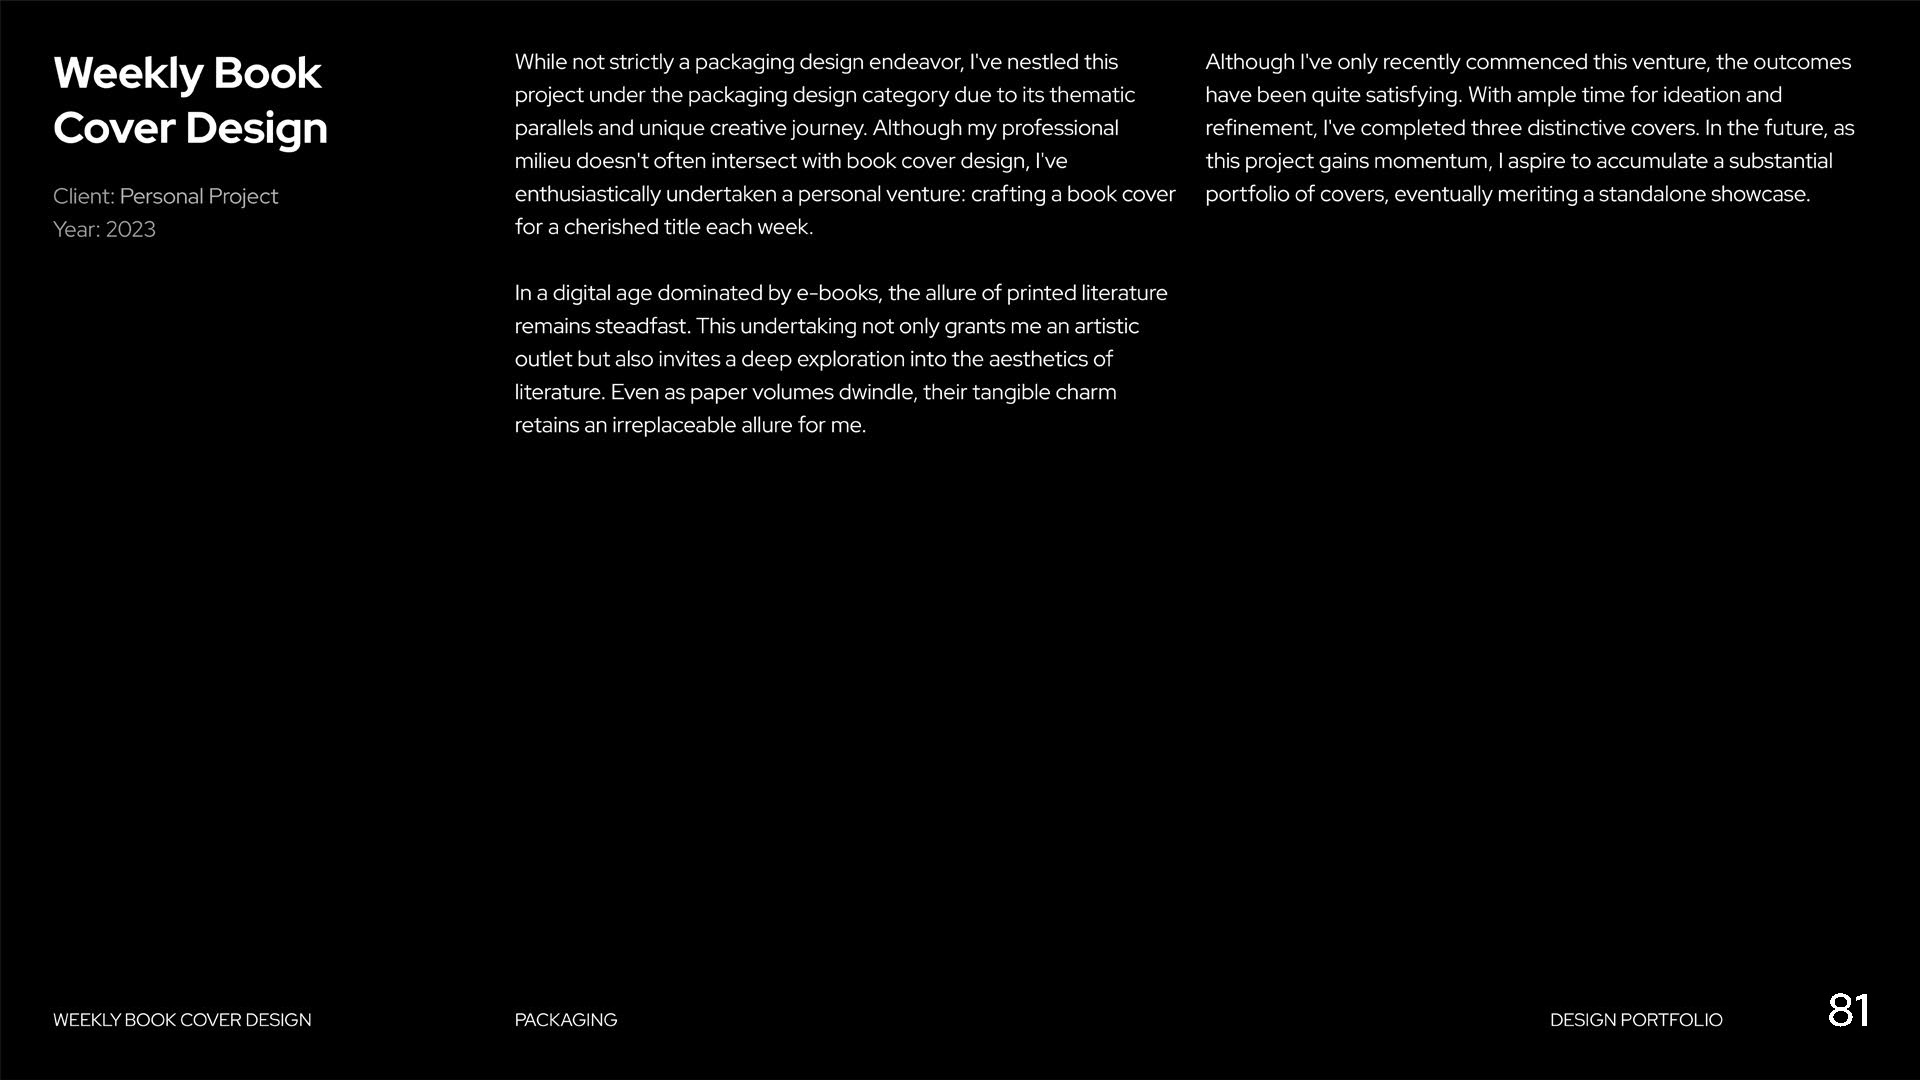 Weekly Book
Cover Design
Client: Personal Project
Year: 2023
While not strictly a packaging design endeavor, I've nestled this
project under the packaging design category due to its thematic
parallels and unique creative journey. Although my professional
milieu doesn't often intersect with book cover design, I've
enthusiastically undertaken a personal venture: crafting a book cover
for a cherished title each week.
In a digital age dominated by e-books, the allure of printed literature
remains steadfast. This undertaking not only grants me an artistic
outlet but also invites a deep exploration into the aesthetics of
literature. Even as paper volumes dwindle, their tangible charm
retains an irreplaceable allure for me.
Although I've only recently commenced this venture, the outcomes
have been quite satisfying. With ample time for ideation and
refinement, I've completed three distinctive covers. In the future, as
this project gains momentum, I aspire to accumulate a substantial
portfolio of covers, eventually meriting a standalone showcase.
WEEKLY BOOK COVER DESIGN
PACKAGING
DESIGN PORTFOLIO
81